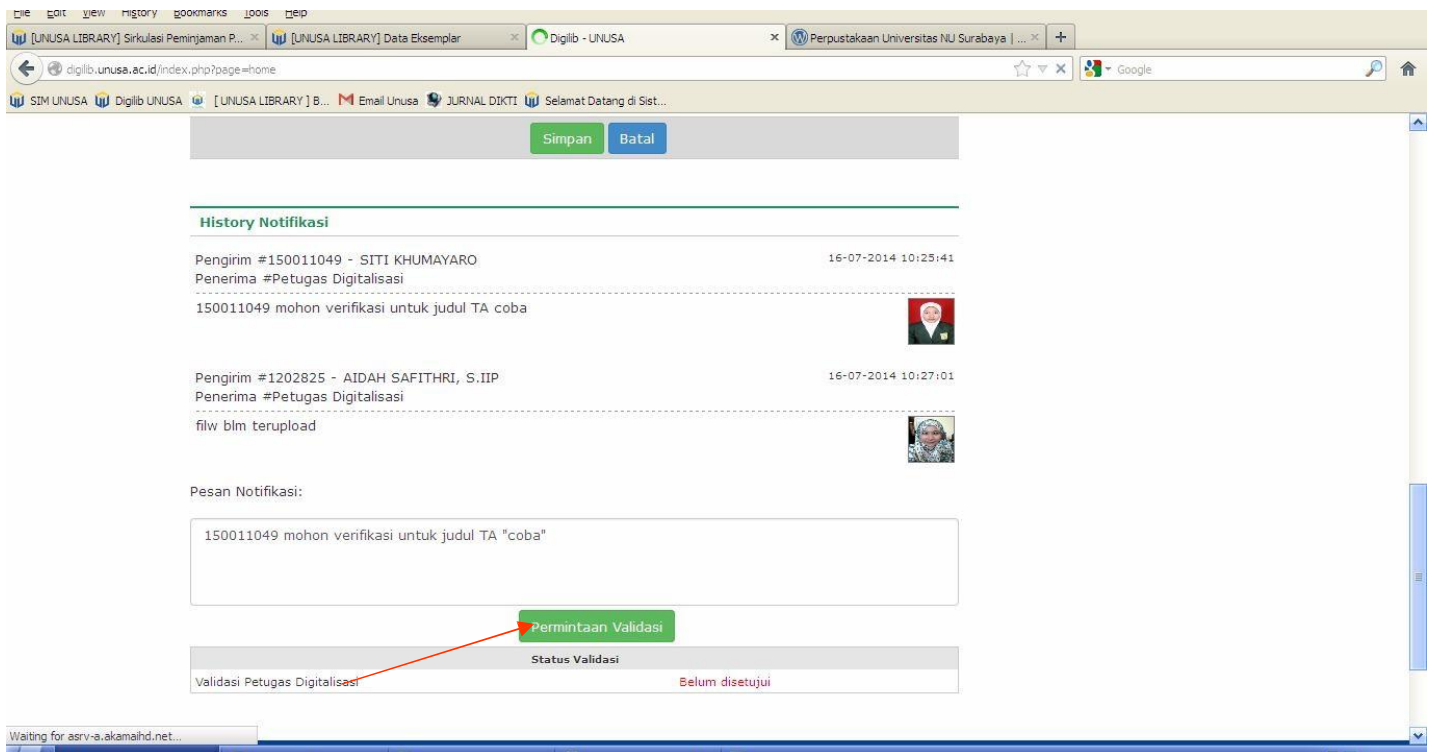 File Edit View History Bookmarks Tools Help
[UNUSA LIBRARY] Sirkulasi Peminjaman P... × [UNUSA LIBRARY] Data Eksemplar × Digilib - UNUSA × Perpustakaan Universitas NU Surabaya | ... × +
digilib.unusa.ac.id/index.php?page=home Google
SIM UNUSA Digilib UNUSA [ UNUSA LIBRARY ] B... Email Unusa JURNAL DIKTI Selamat Datang di Sist...
Simpan Batal
History Notifikasi
Pengirim #150011049 - SITI KHUMAYARO 16-07-2014 10:25:41
Penerima #Petugas Digitalisasi
150011049 mohon verifikasi untuk judul TA coba
Pengirim #1202825 - AIDAH SAFITHRI, S.IIP 16-07-2014 10:27:01
Penerima #Petugas Digitalisasi
filw blm terupload
Pesan Notifikasi:
150011049 mohon verifikasi untuk judul TA "coba"
Permintaan Validasi
Status Validasi
Validasi Petugas Digitalisasi Belum disetujui
Waiting for asrv-a.akamaihd.net...